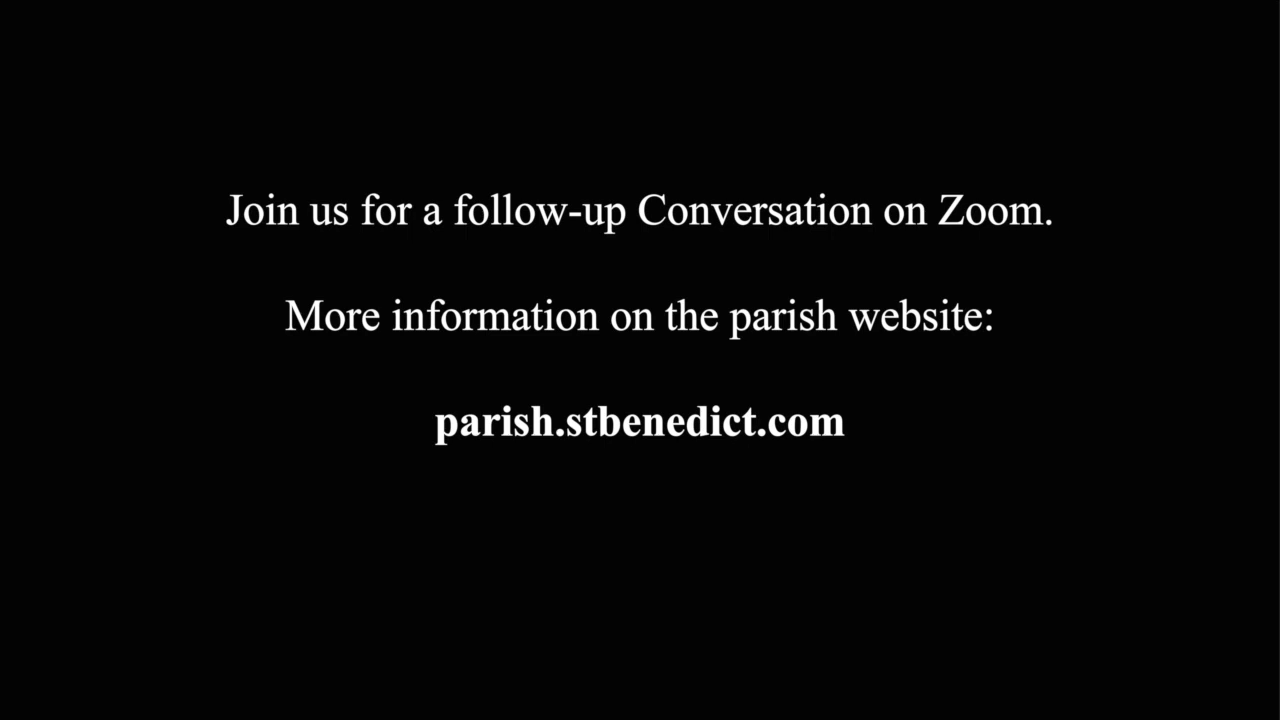 Join us for a follow-up Conversation on Zoom.
More information on the parish website:
parish.stbenedict.com